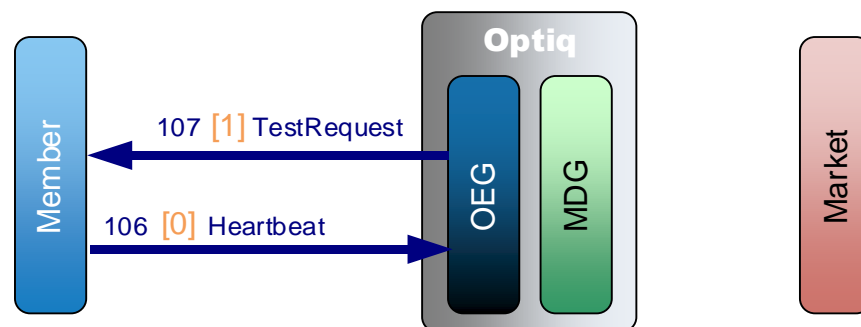 Optiq
Member
107 [1] TestRequest
106 [0] Heartbeat
OEG
MDG
Market